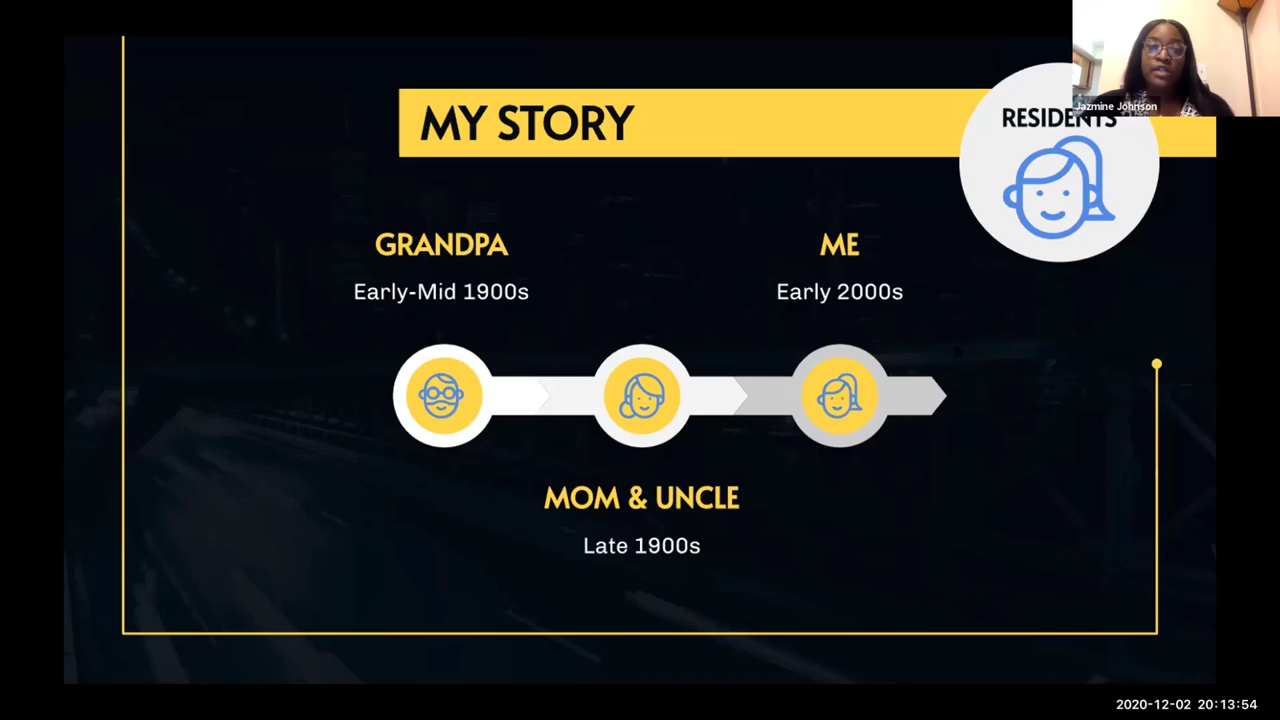 MY STORY
RESIDENTS
Jazmine Johnson
GRANDPA
Early-Mid 1900s
ME
Early 2000s
MOM & UNCLE
Late 1900s
2020-12-02 20:13:54